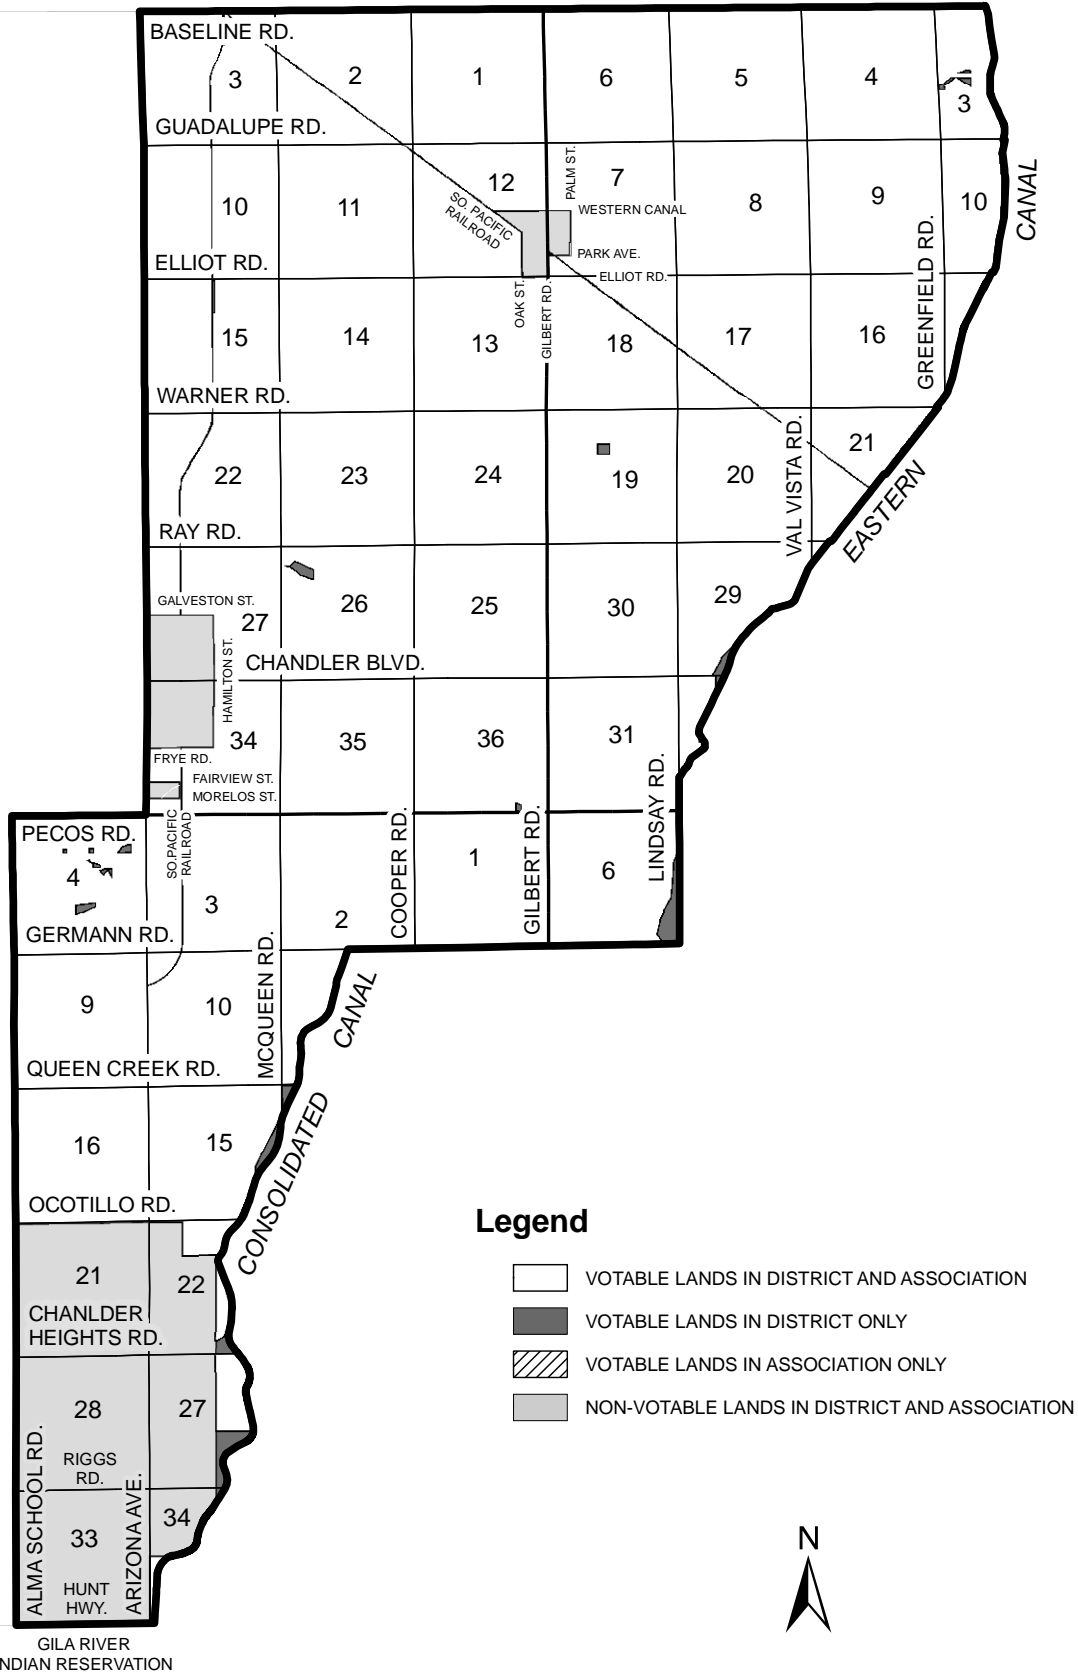 BASELINE RD.
3
2
1
6
5
4
3
GUADALUPE RD.
10
11
12
7
8
9
10
PALM ST.
WESTERN CANAL
SO. PACIFIC
RAILROAD
PARK AVE.
ELLIOT RD.
ELLIOT RD.
OAK ST.
GILBERT RD.
GREENFIELD RD.
CANAL
15
14
13
18
17
16
WARNER RD.
22
23
24
19
20
21
VAL VISTA RD.
EASTERN
RAY RD.
GALVESTON ST.
27
26
25
30
29
HAMILTON ST.
CHANDLER BLVD.
34
35
36
31
FRYE RD.
FAIRVIEW ST.
MORELOS ST.
LINDSAY RD.
PECOS RD.
SO.PACIFIC
RAILROAD
COOPER RD.
GILBERT RD.
4
3
2
1
6
GERMANN RD.
MCQUEEN RD.
9
10
CANAL
QUEEN CREEK RD.
16
15
CONSOLIDATED
OCOTILLO RD.
21
22
CHANLDER
HEIGHTS RD.
28
27
RIGGS
RD.
ALMA SCHOOL RD.
ARIZONA AVE.
33
34
HUNT
HWY.
GILA RIVER
NDIAN RESERVATION
Legend
VOTABLE LANDS IN DISTRICT AND ASSOCIATION
VOTABLE LANDS IN DISTRICT ONLY
VOTABLE LANDS IN ASSOCIATION ONLY
NON-VOTABLE LANDS IN DISTRICT AND ASSOCIATION
N